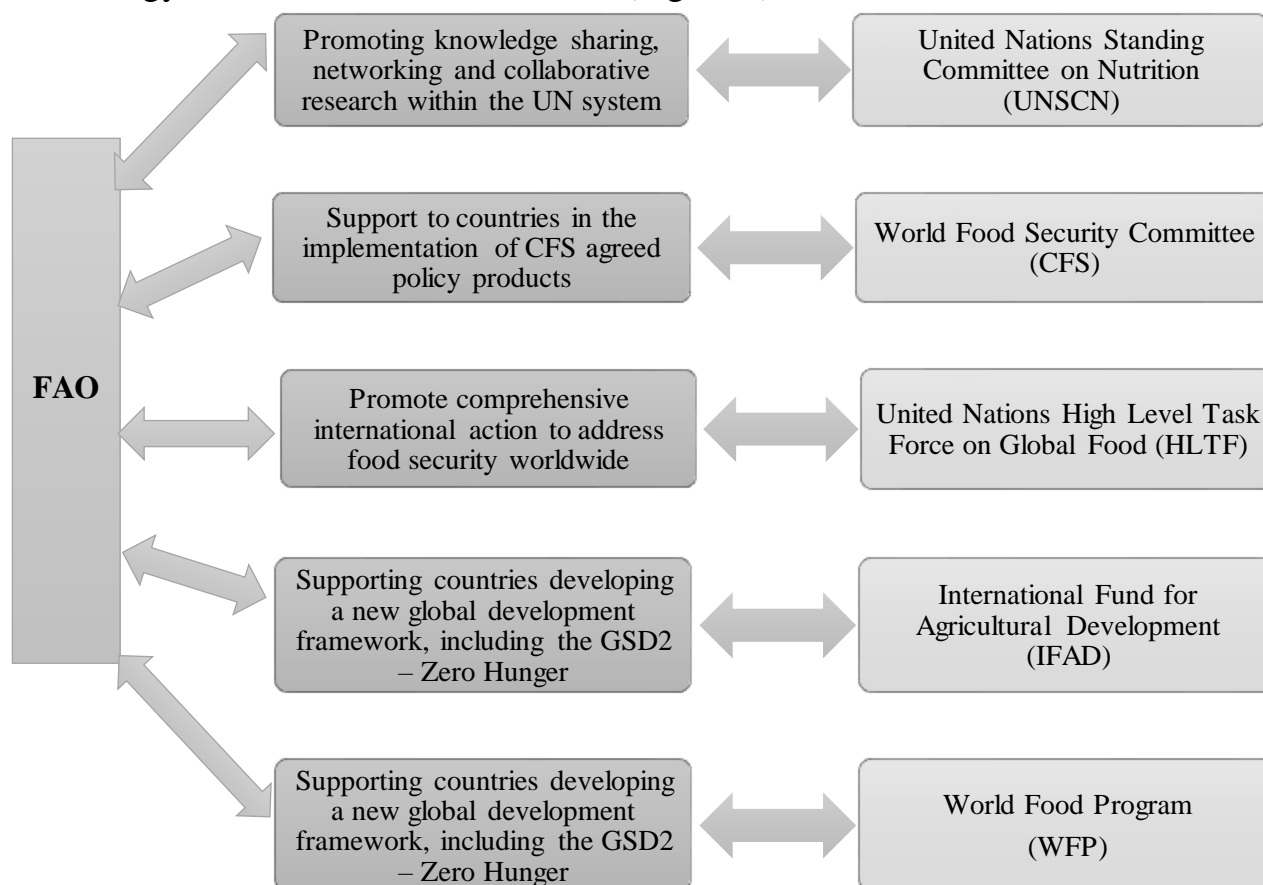 Promoting knowledge sharing,
networking and collaborative
research within the UN system
United Nations Standing
Committee on Nutrition
(UNSCN)
Support to countries in the
implementation of CFS agreed
policy products
World Food Security Committee
(CFS)
FAO
Promote comprehensive
international action to address
food security worldwide
United Nations High Level Task
Force on Global Food (HLTF)
Supporting countries developing
a new global development
framework, including the GSD2
– Zero Hunger
International Fund for
Agricultural Development
(IFAD)
Supporting countries developing
a new global development
framework, including the GSD2
– Zero Hunger
World Food Program
(WFP)